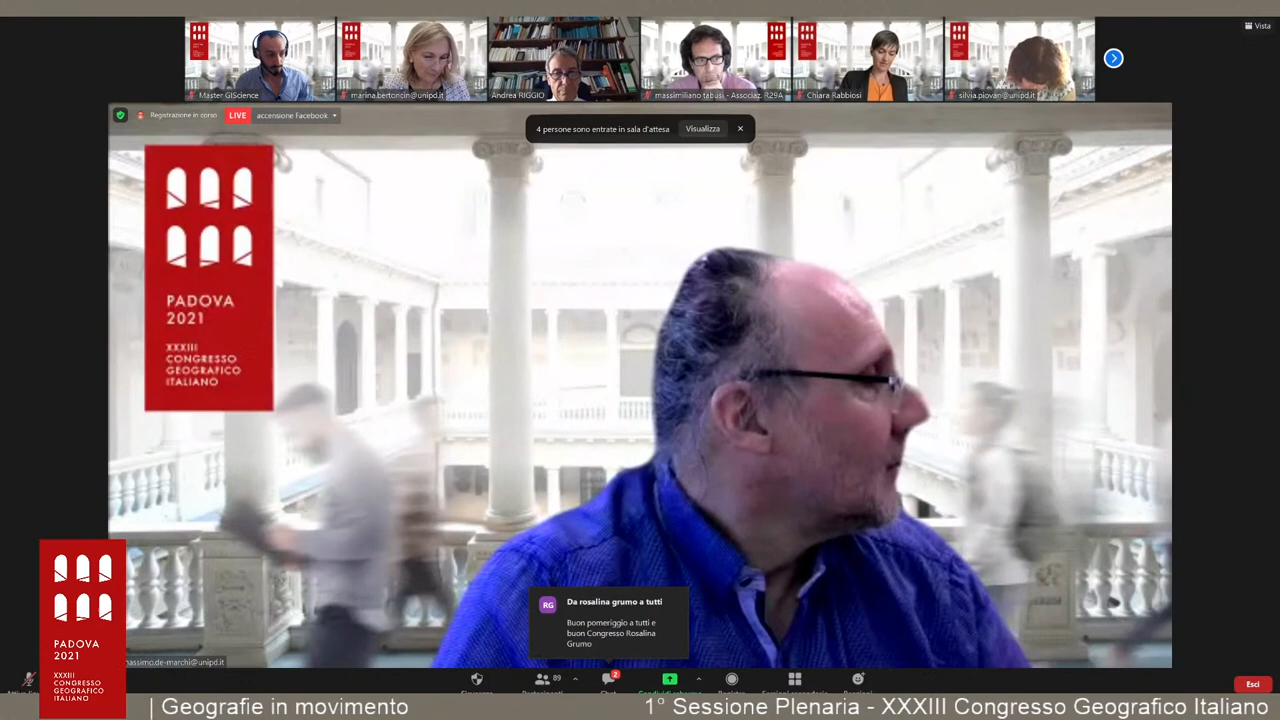 Vista
Master GIScience
marina.bertoncin@unipd.it
Andrea RIGGIO
massimiliano tabusi - Associaz. R29A
Chiara Rabbiosi
silvia.piovan@unipd.it
Registrazione in corso
LIVE
accensione Facebook
4 persone sono entrate in sala d'attesa
Visualizza
PADOVA
2021
XXXIII
CONGRESSO
GEOGRAFICO
ITALIANO
RG
Da rosalina grumo a tutti
Buon pomeriggio a tutti e
buon Congresso Rosalina
Grumo
massimo.de-marchi@unipd.it
89
2
Esci
PADOVA
2021
XXXIII
CONGRESSO
GEOGRAFICO
ITALIANO
| Geografie in movimento
1° Sessione Plenaria - XXXIII Congresso Geografico Italiano